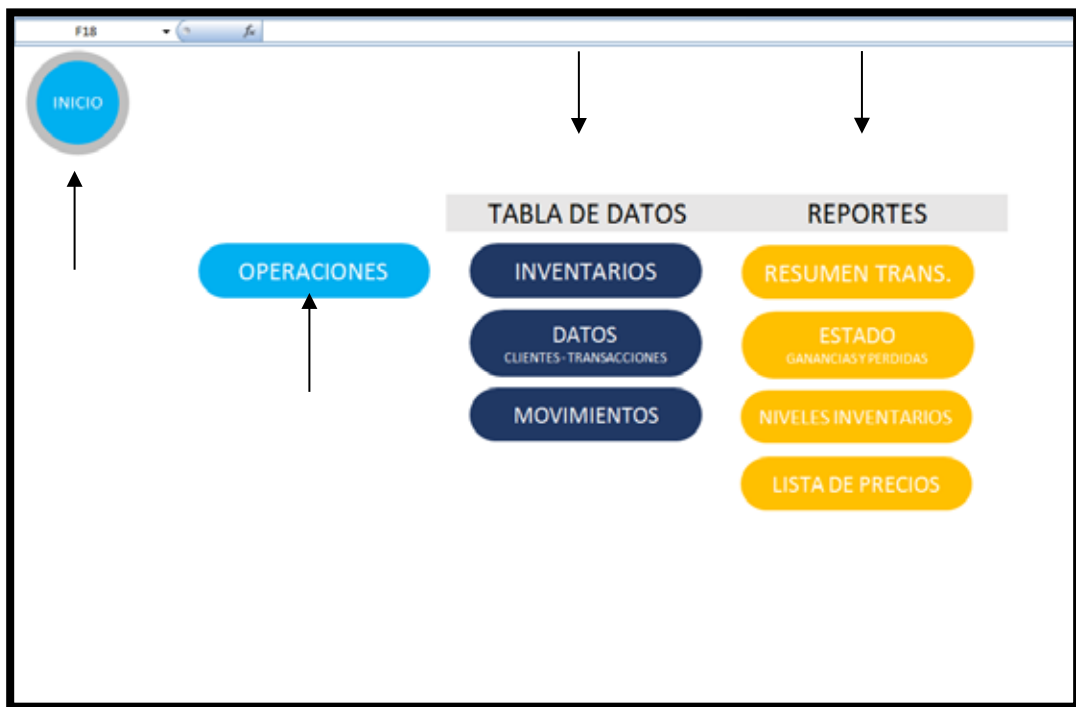 F18
fx
INICIO
TABLA DE DATOS
REPORTES
OPERACIONES
INVENTARIOS
RESUMEN TRANS.
DATOS
CLIENTES-TRANSACCIONES
ESTADO
GANANCIAS Y PERDIDAS
MOVIMIENTOS
NIVELES INVENTARIOS
LISTA DE PRECIOS